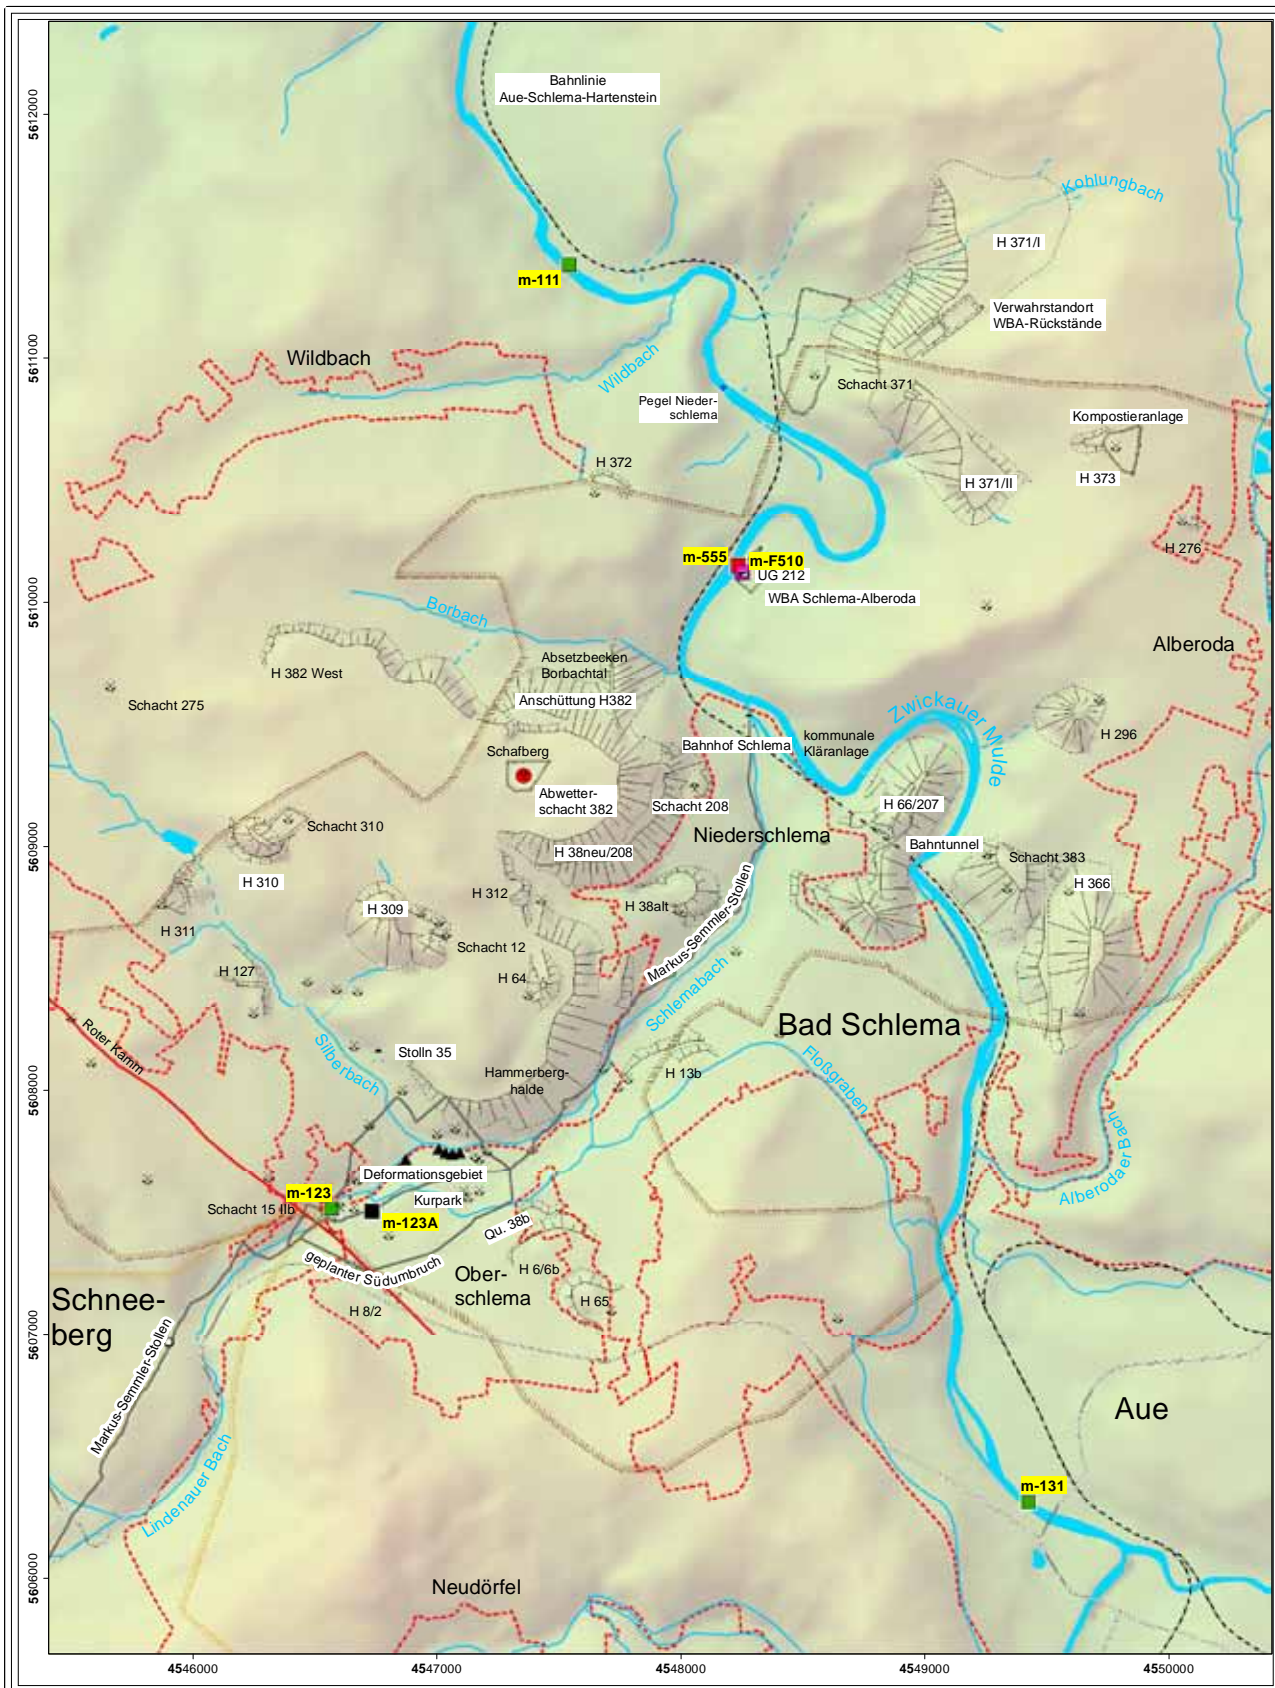 Bahnlinie
Aue-Schlema-Hartenstein
5612000
Kohlungbach
H 371/I
m-111
Verwahrstandort
WBA-Rückstände
5611000
Wildbach
Wildbach
Schacht 371
Pegel Nieder-
schlema
Kompostieranlage
H 372
H 373
H 371/II
H 276
m-555
m-F510
UG 212
WBA Schlema-Alberoda
5610000
Borbach
Alberoda
Absetzbecken
Borbachtal
H 382 West
Anschüttung H382
Schacht 275
Zwickauer Mulde
Bahnhof Schlema
kommunale
Kläranlage
H 296
Schafberg
Abwetter-
schacht 382
Schacht 208
H 66/207
Schacht 310
Niederschlema
5609000
Bahntunnel
H 38neu/208
Schacht 383
H 310
H 366
H 312
H 38alt
H 309
H 311
Markus-Semmler-Stollen
Schacht 12
H 127
H 64
Schlemabach
Roter Kamm
Bad Schlema
Silberbach
Stolln 35
Floßgraben
Hammerberg-
halde
H 13b
5608000
Alberodaer Bach
Deformationsgebiet
m-123
Kurpark
Schacht 15 IIb
m-123A
Qu. 38b
geplanter Südumbruch
Ober-
schlema
H 6/6b
Schnee-
berg
H 65
H 8/2
5607000
Markus-Semmler-Stollen
Aue
Lindenauer Bach
m-131
5606000
Neudörfel
4546000
4547000
4548000
4549000
4550000